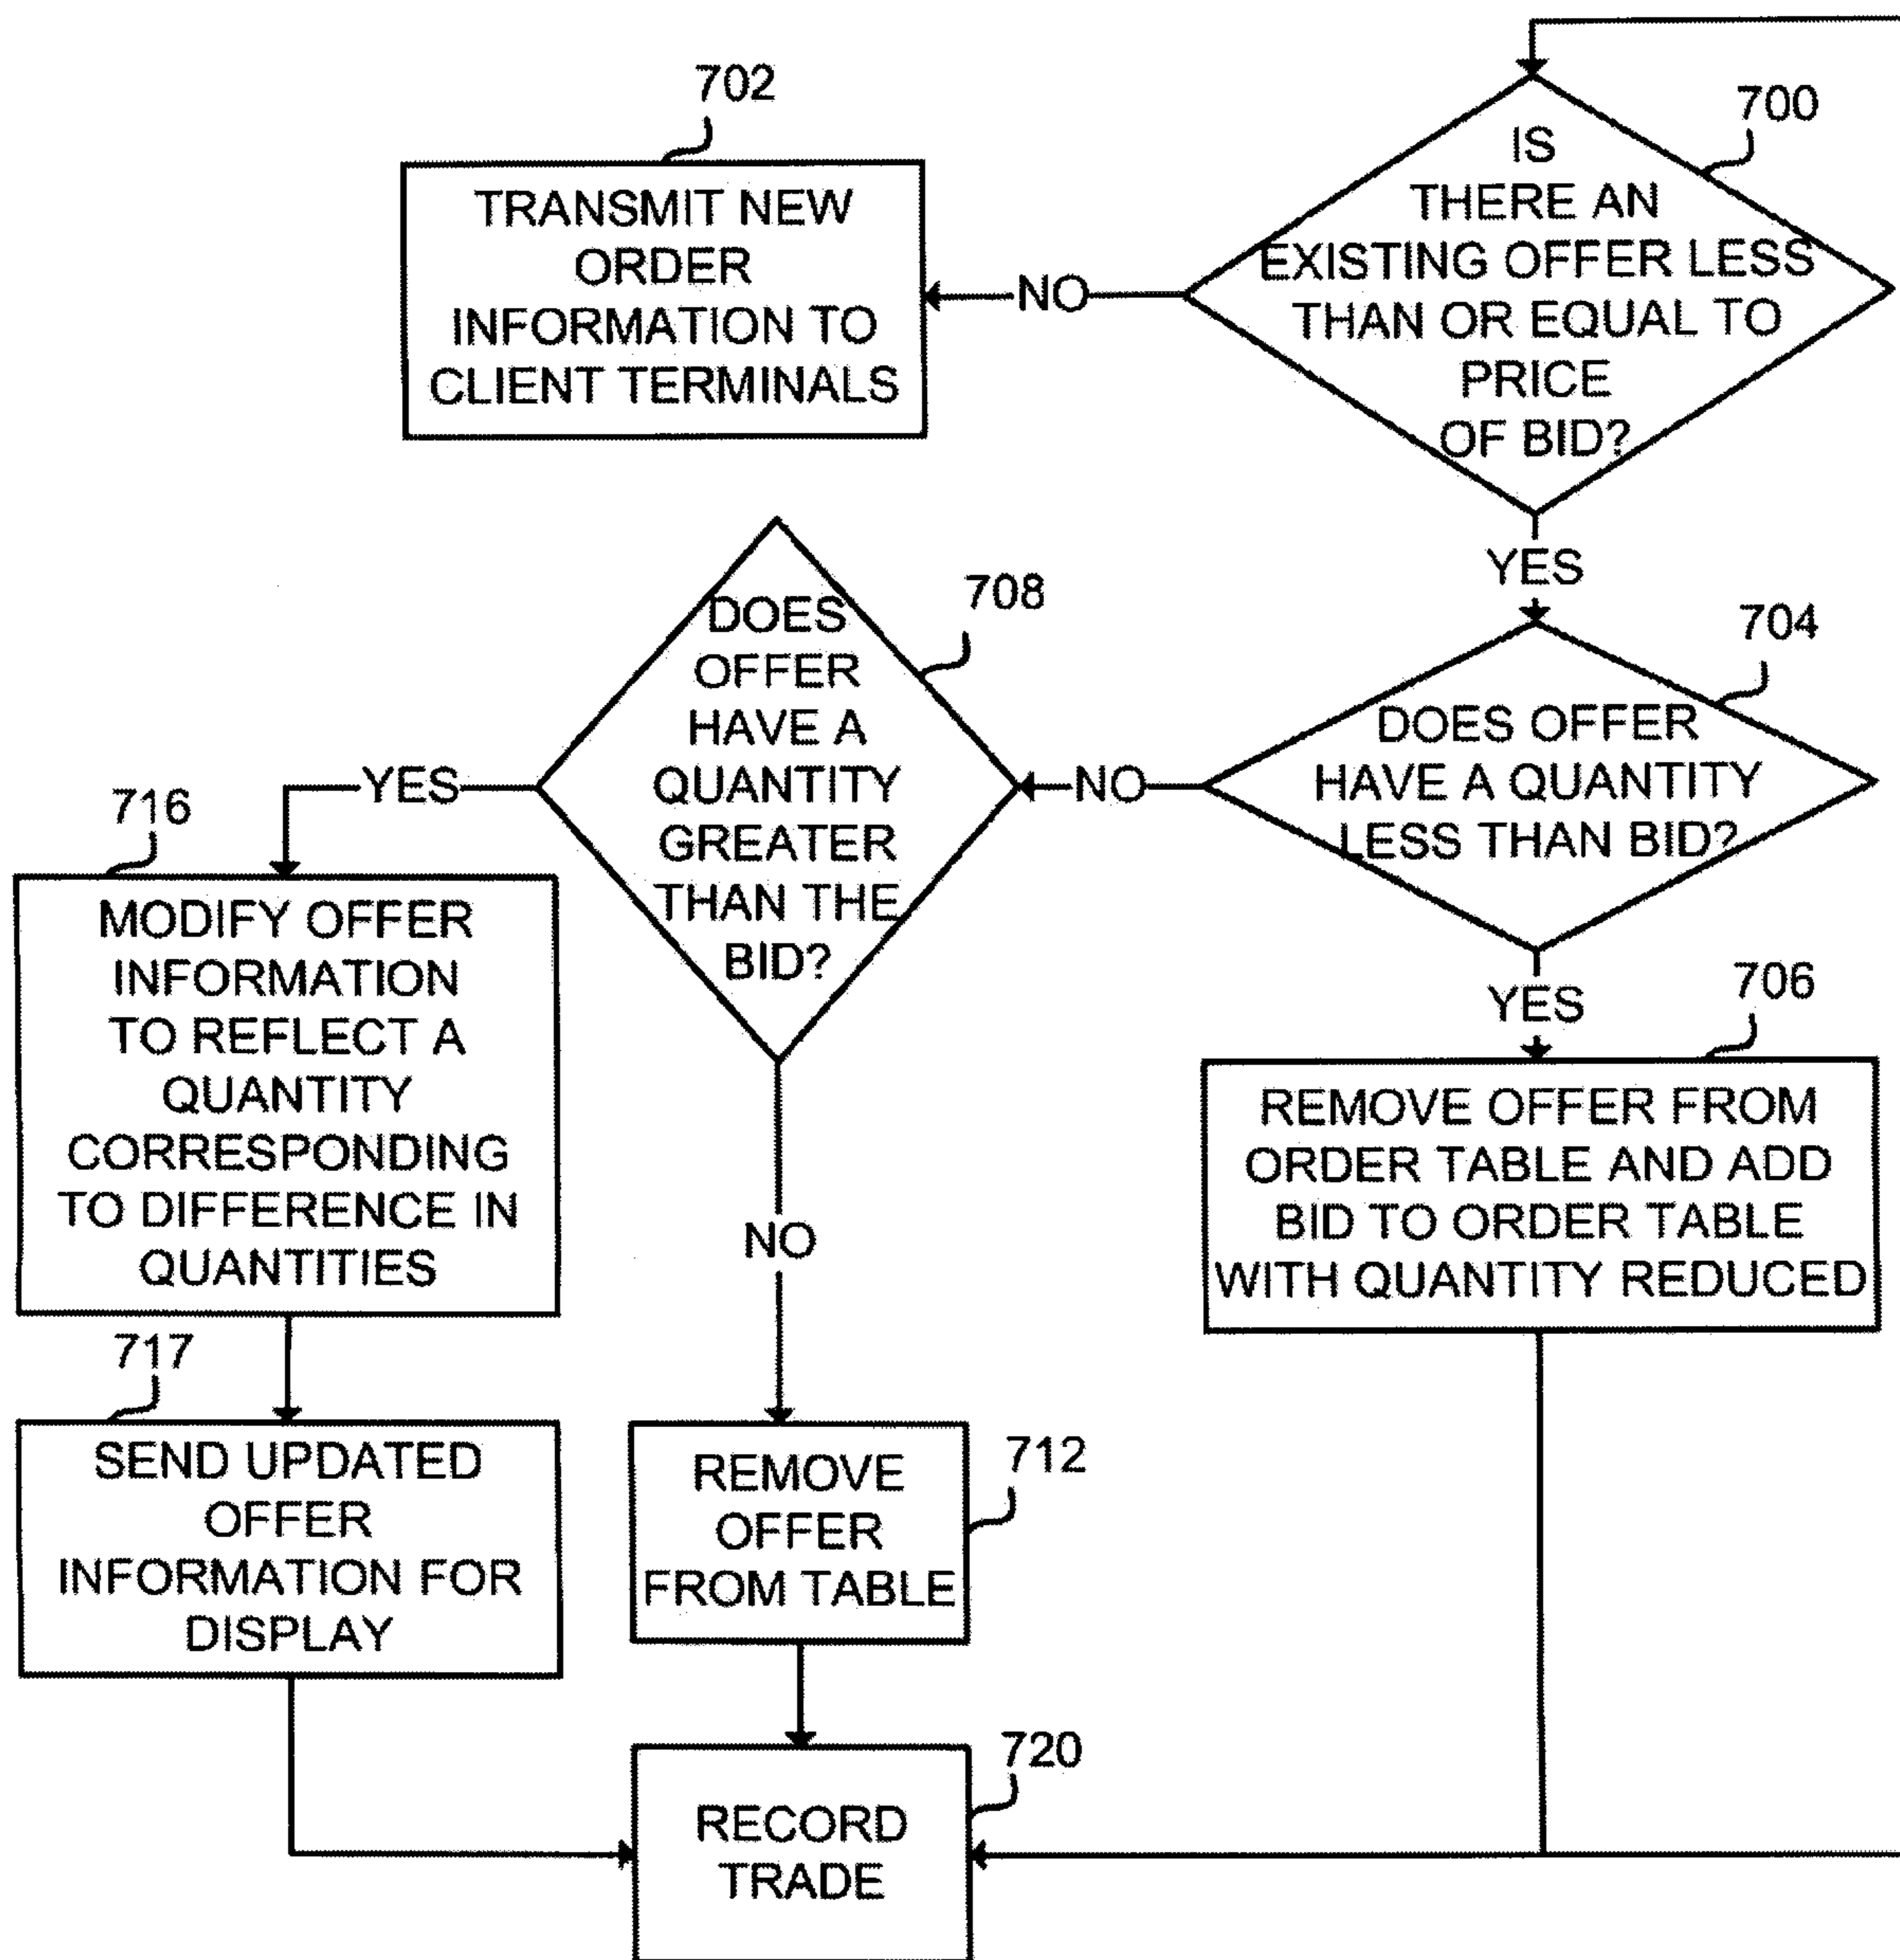 702
TRANSMIT NEW
ORDER
INFORMATION TO
CLIENT TERMINALS
700
IS
THERE AN
EXISTING OFFER LESS
THAN OR EQUAL TO
PRICE
OF BID?
NO
YES
704
DOES OFFER
HAVE A QUANTITY
LESS THAN BID?
NO
YES
708
DOES
OFFER
HAVE A
QUANTITY
GREATER
THAN THE
BID?
YES
NO
706
REMOVE OFFER FROM
ORDER TABLE AND ADD
BID TO ORDER TABLE
WITH QUANTITY REDUCED
716
MODIFY OFFER
INFORMATION
TO REFLECT A
QUANTITY
CORRESPONDING
TO DIFFERENCE IN
QUANTITIES
717
SEND UPDATED
OFFER
INFORMATION FOR
DISPLAY
712
REMOVE
OFFER
FROM TABLE
720
RECORD
TRADE